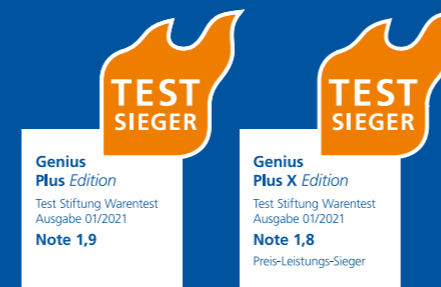 TEST
SIEGER
Genius
Plus Edition
Test Stiftung Warentest
Ausgabe 01/2021
Note 1,9
TEST
SIEGER
Genius
Plus X Edition
Test Stiftung Warentest
Ausgabe 01/2021
Note 1,8
Preis-Leistungs-Sieger